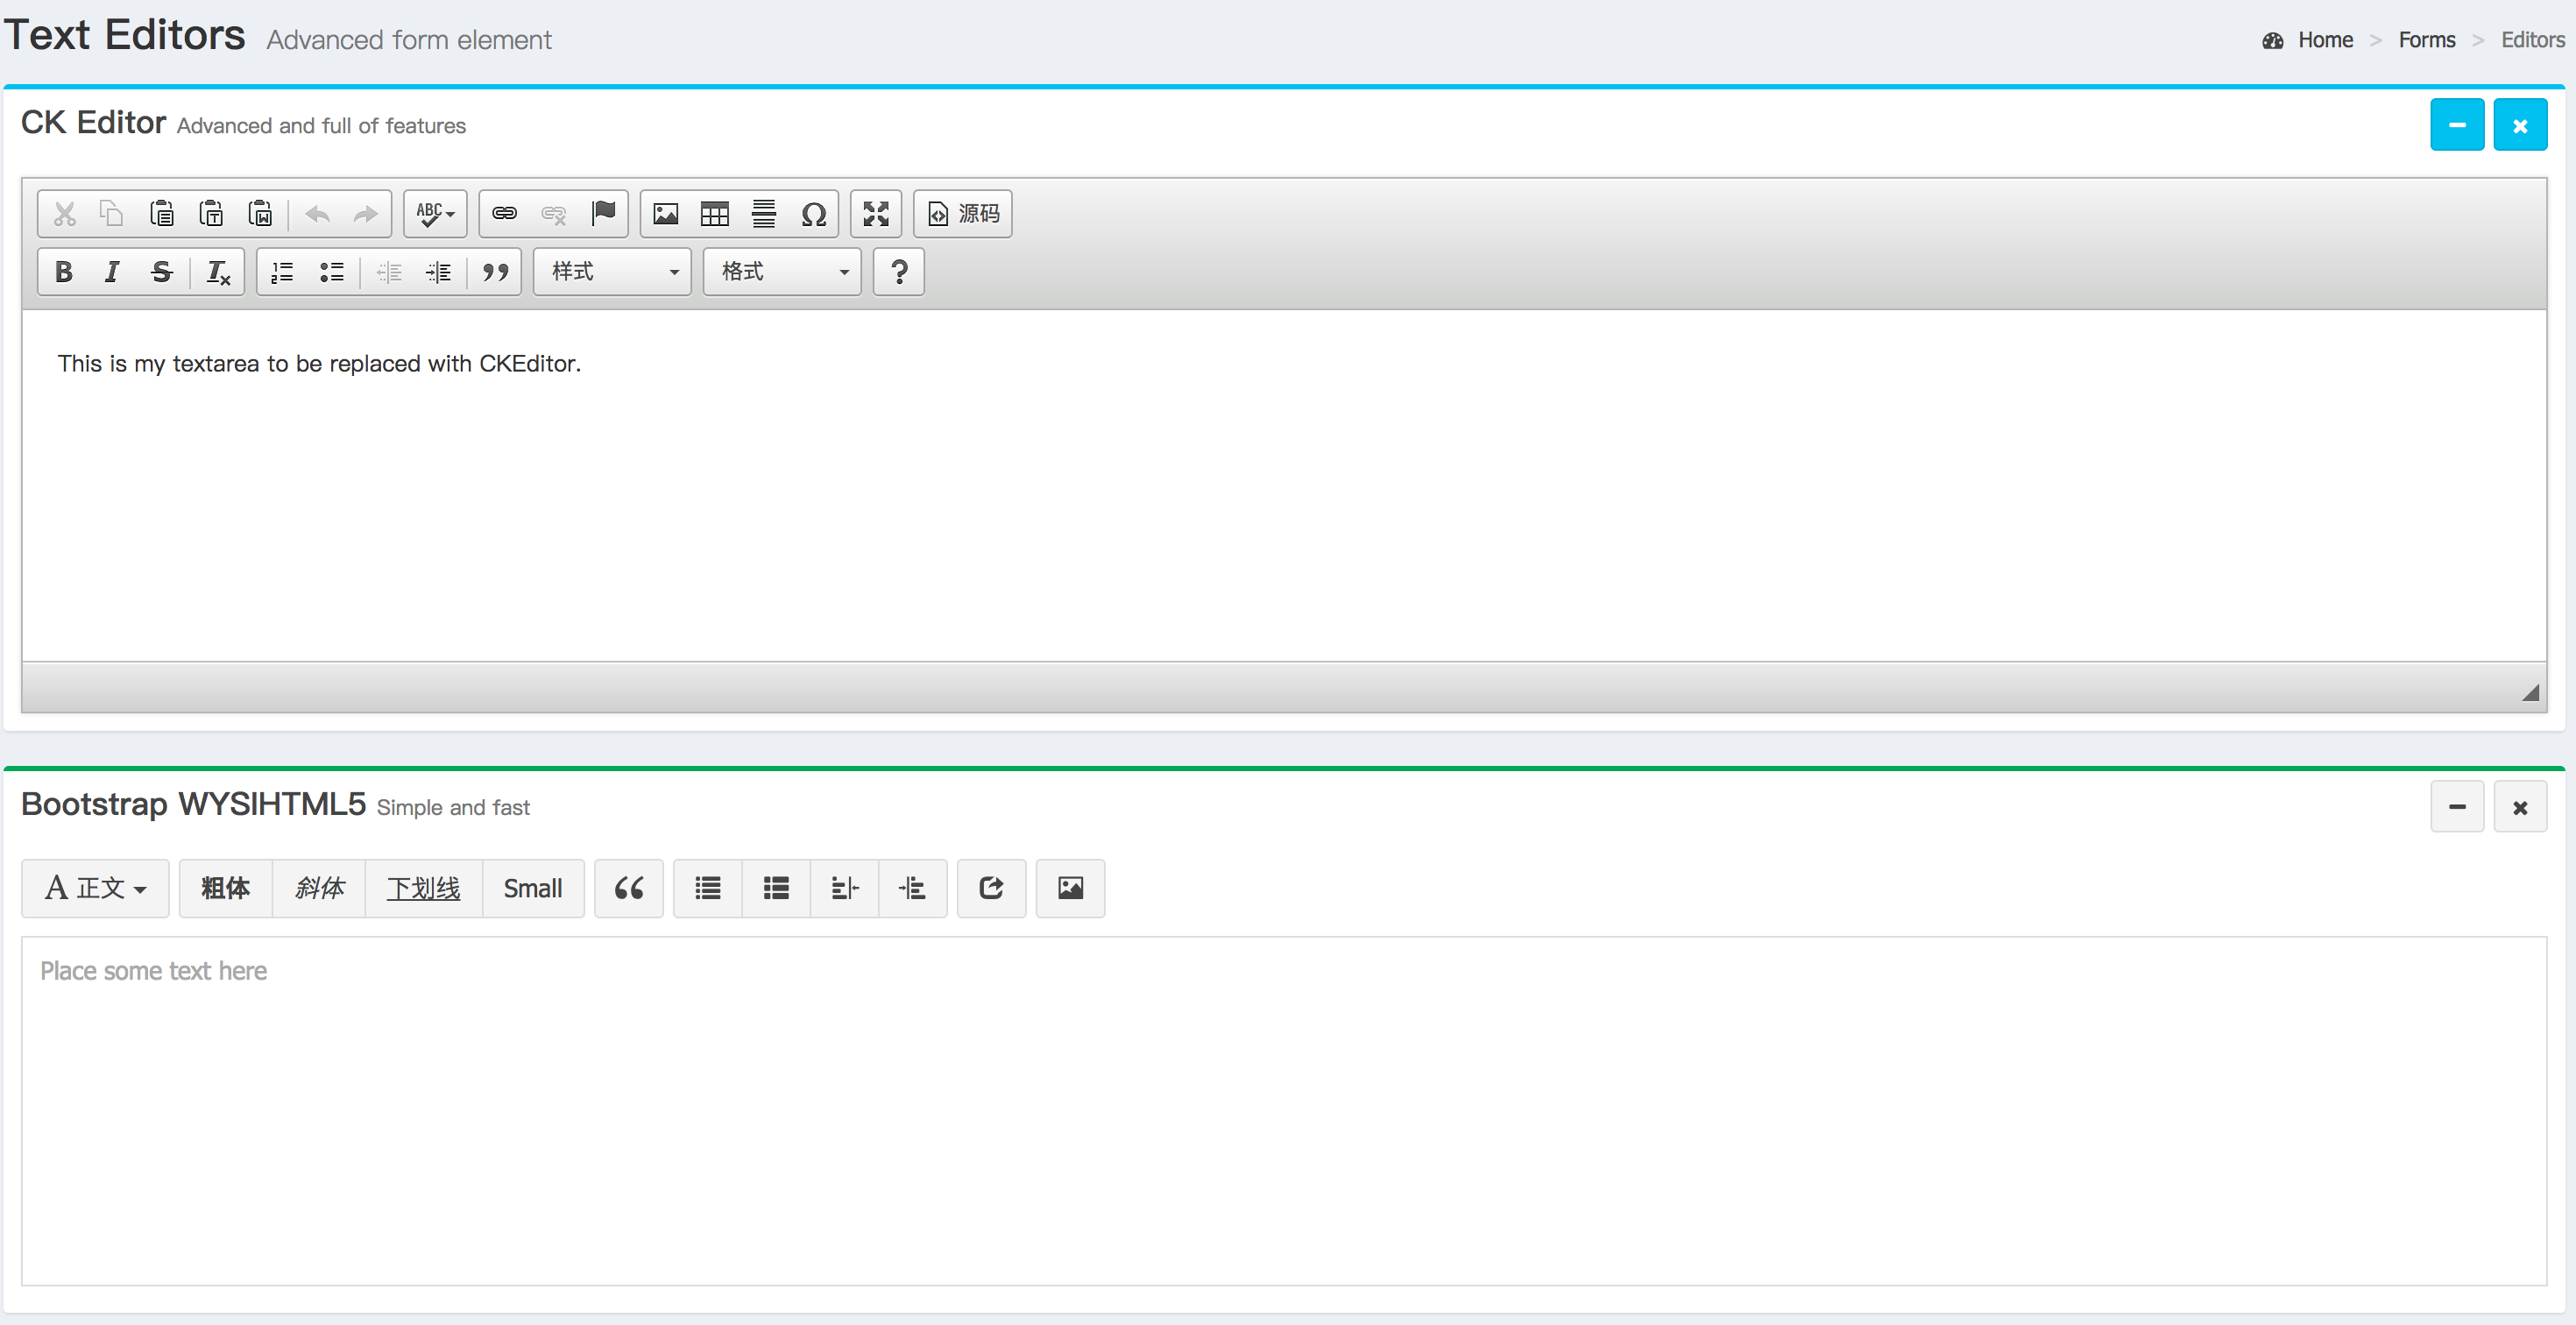 Text Editors Advanced form element
Home > Forms > Editors
CK Editor Advanced and full of features
ABC
源码
B I S Tx
样式 格式 ?
This is my textarea to be replaced with CKEditor.
Bootstrap WYSIHTML5 Simple and fast
A 正文 粗体 斜体 下划线 Small
Place some text here